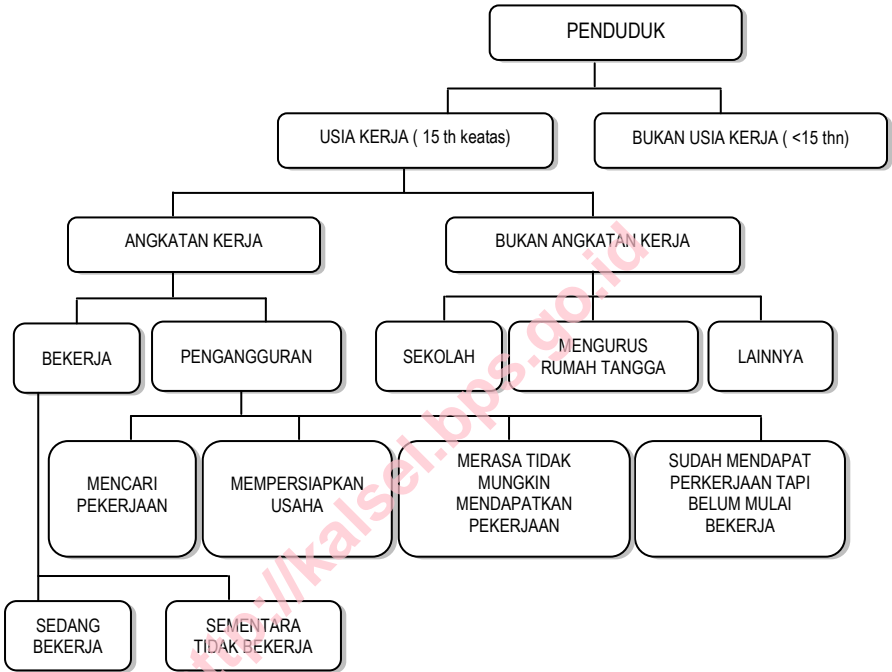 PENDUDUK
USIA KERJA ( 15 th keatas)
BUKAN USIA KERJA ( <15 thn)
ANGKATAN KERJA
BUKAN ANGKATAN KERJA
BEKERJA
PENGANGGURAN
SEKOLAH
MENGURUS
RUMAH TANGGA
LAINNYA
MENCARI
PEKERJAAN
MEMPERSIAPKAN
USAHA
MERASA TIDAK
MUNGKIN
MENDAPATKAN
PEKERJAAN
SUDAH MENDAPAT
PERKERJAAN TAPI
BELUM MULAI
BEKERJA
SEDANG
BEKERJA
SEMENTARA
TIDAK BEKERJA
ttp://kalsel.bps.go.id